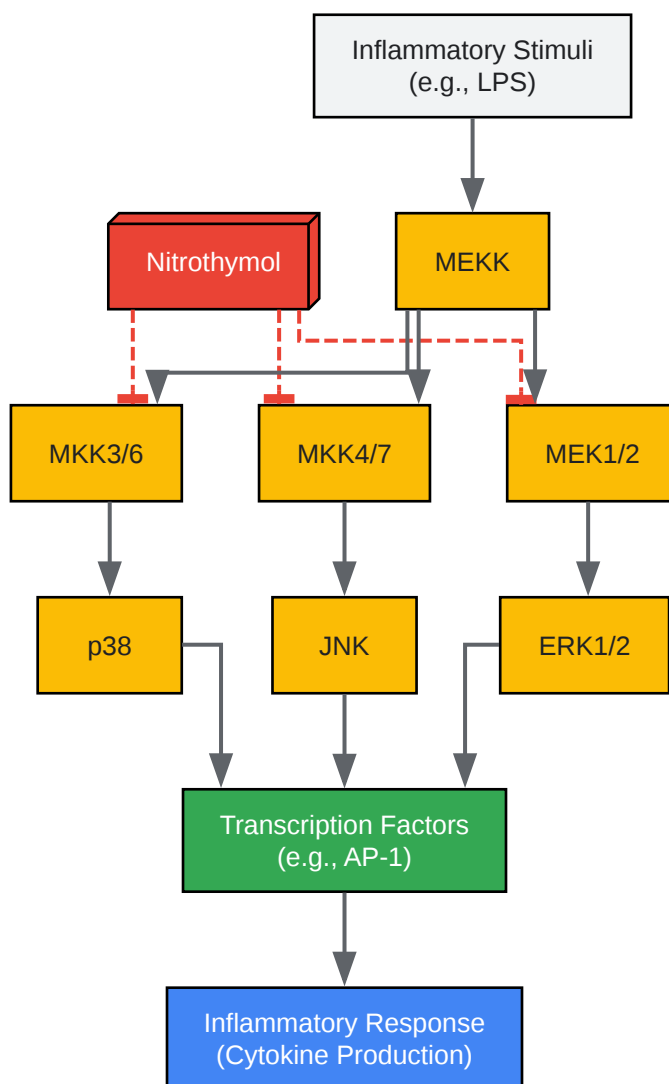 Inflammatory Stimuli
(e.g., LPS)
Nitrothymol
MEKK
MKK3/6
MKK4/7
MEK1/2
p38
JNK
ERK1/2
Transcription Factors
(e.g., AP-1)
Inflammatory Response
(Cytokine Production)